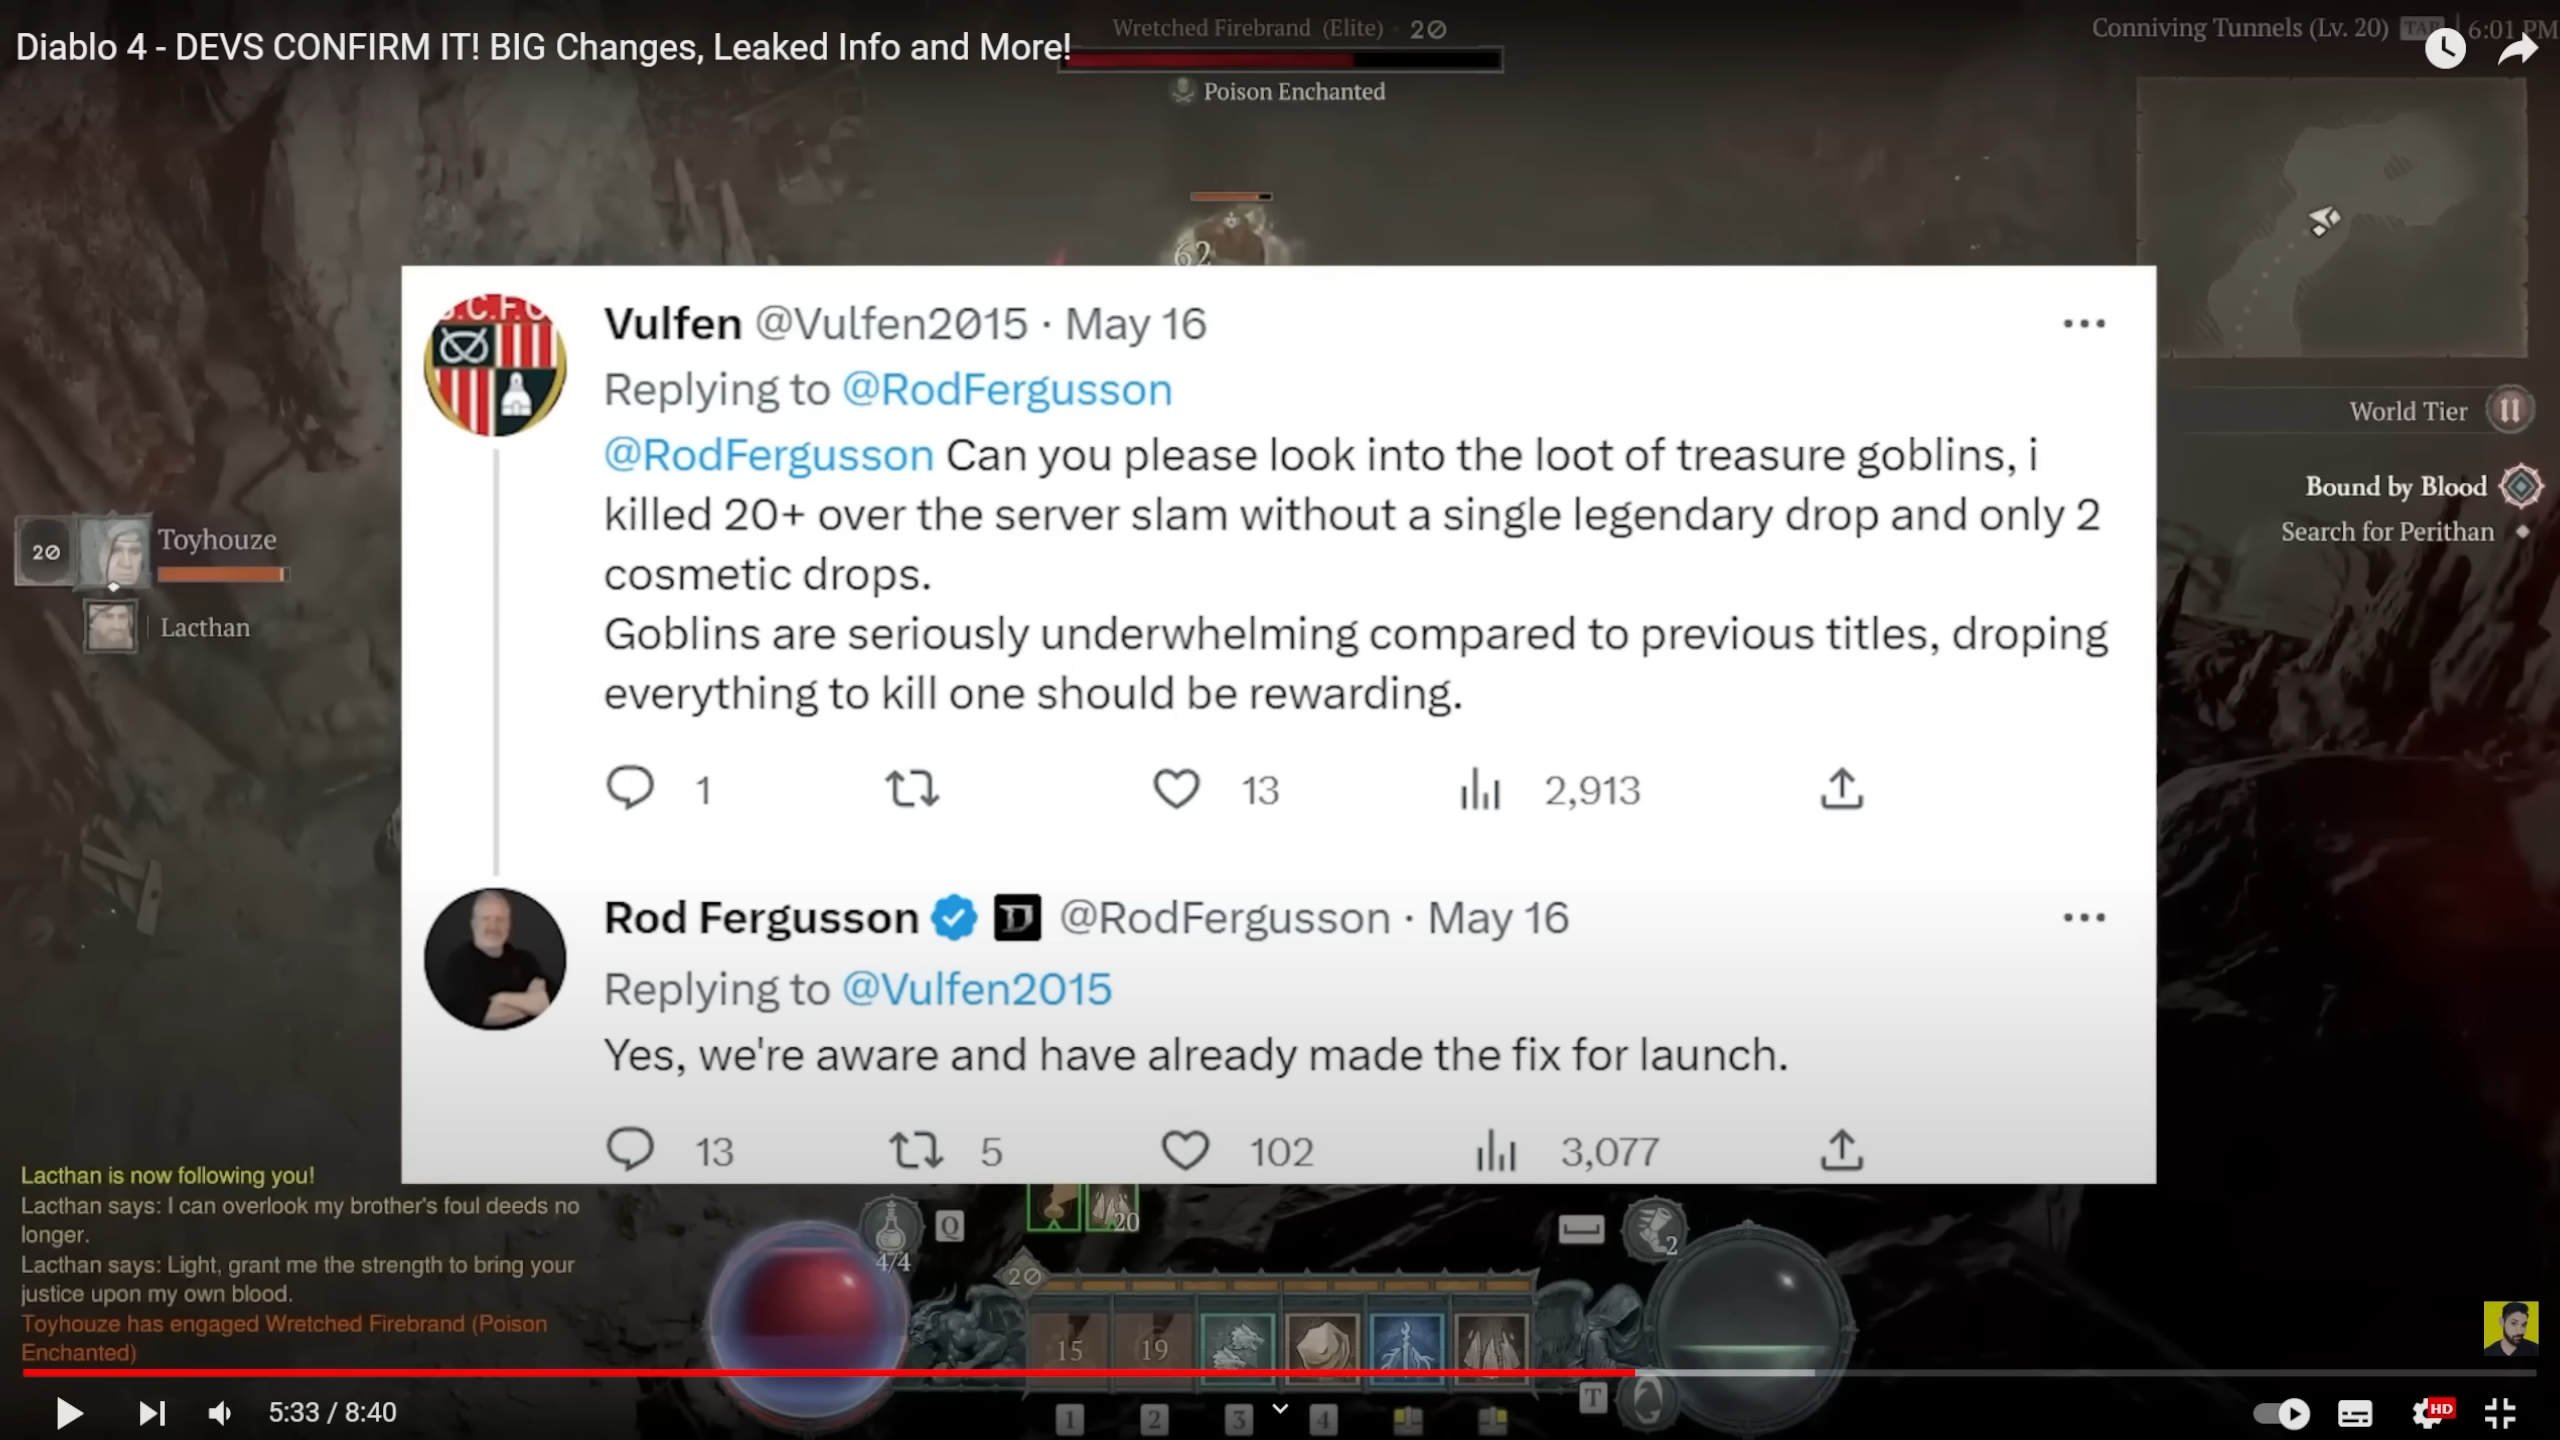 Wretched Firebrand (Elite) · 20
Conniving Tunnels (Lv. 20) TAB 6:01 PM
Diablo 4 - DEVS CONFIRM IT! BIG Changes, Leaked Info and More!
Poison Enchanted
62
Vulfen @Vulfen2015 · May 16
Replying to @RodFergusson
@RodFergusson Can you please look into the loot of treasure goblins, i
killed 20+ over the server slam without a single legendary drop and only 2
cosmetic drops.
Goblins are seriously underwhelming compared to previous titles, droping
everything to kill one should be rewarding.
1 13 2,913
Rod Fergusson @RodFergusson · May 16
Replying to @Vulfen2015
Yes, we're aware and have already made the fix for launch.
13 5 102 3,077
World Tier
Bound by Blood
Search for Perithan
20 Toyhouze
Lacthan
Lacthan is now following you!
Lacthan says: I can overlook my brother's foul deeds no
longer.
Lacthan says: Light, grant me the strength to bring your
justice upon my own blood.
Toyhouze has engaged Wretched Firebrand (Poison
Enchanted)
4/4 Q
20
2
20
15 19
T
1 2 3 4
5:33 / 8:40
HD